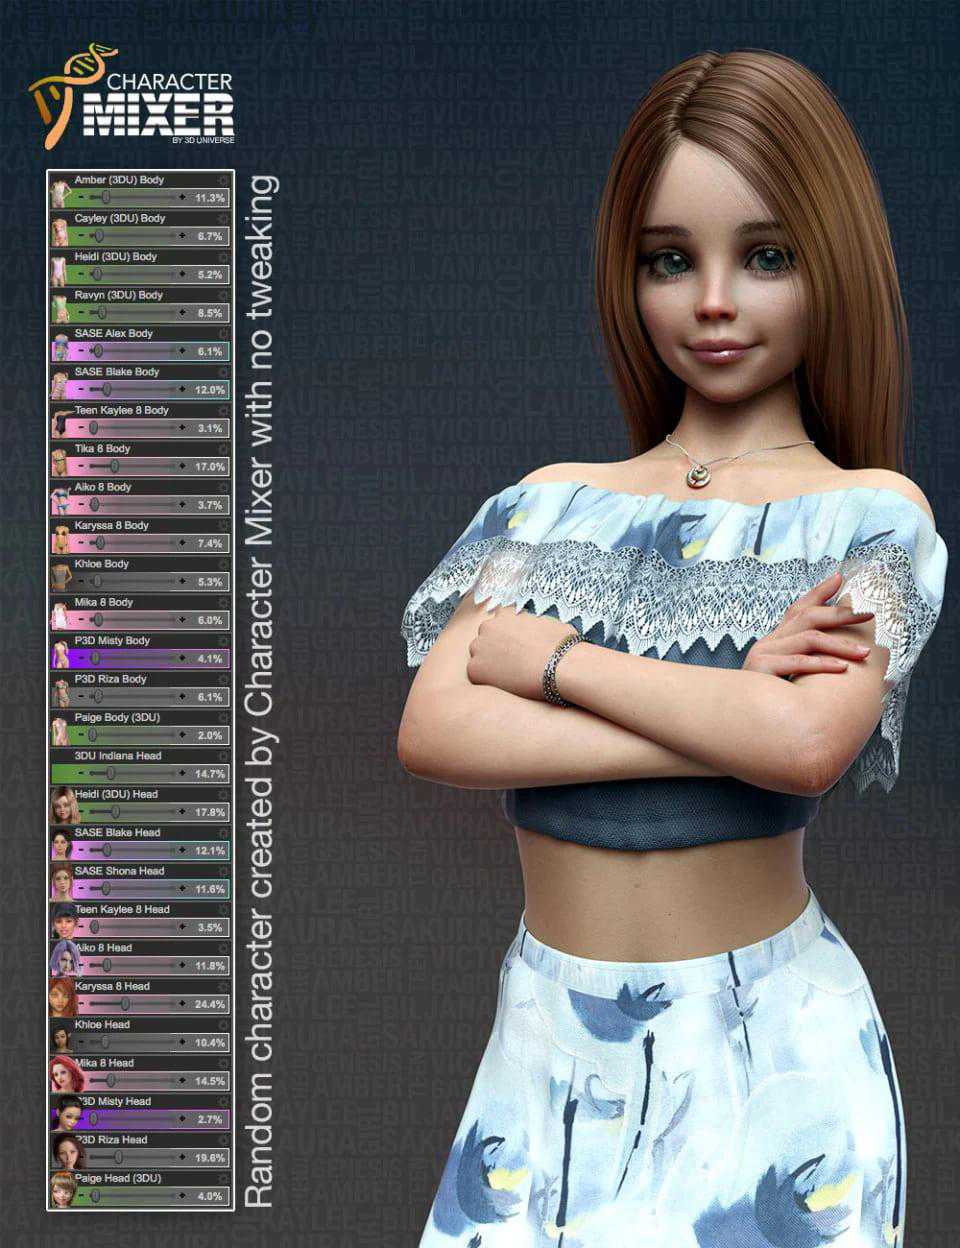 CHARACTER
MIXER
BY 3D UNIVERSE
Amber (3DU) Body
- + 11.3%
Cayley (3DU) Body
- + 6.7%
Heidi (3DU) Body
- + 5.2%
Ravyn (3DU) Body
- + 8.5%
SASE Alex Body
- + 6.1%
SASE Blake Body
- + 12.0%
Teen Kaylee 8 Body
- + 3.1%
Tika 8 Body
- + 17.0%
Aiko 8 Body
- + 3.7%
Karyssa 8 Body
- + 7.4%
Khloe Body
- + 5.3%
Mika 8 Body
- + 6.0%
P3D Misty Body
- + 4.1%
P3D Riza Body
- + 6.1%
Paige Body (3DU)
- + 2.0%
3DU Indiana Head
- + 14.7%
Heidi (3DU) Head
- + 17.8%
SASE Blake Head
- + 12.1%
SASE Shona Head
- + 11.6%
Teen Kaylee 8 Head
- + 3.5%
Aiko 8 Head
- + 11.8%
Karyssa 8 Head
- + 24.4%
Khloe Head
- + 10.4%
Mika 8 Head
- + 14.5%
P3D Misty Head
- + 2.7%
P3D Riza Head
- + 19.6%
Paige Head (3DU)
- + 4.0%
Random character created by Character Mixer with no tweaking